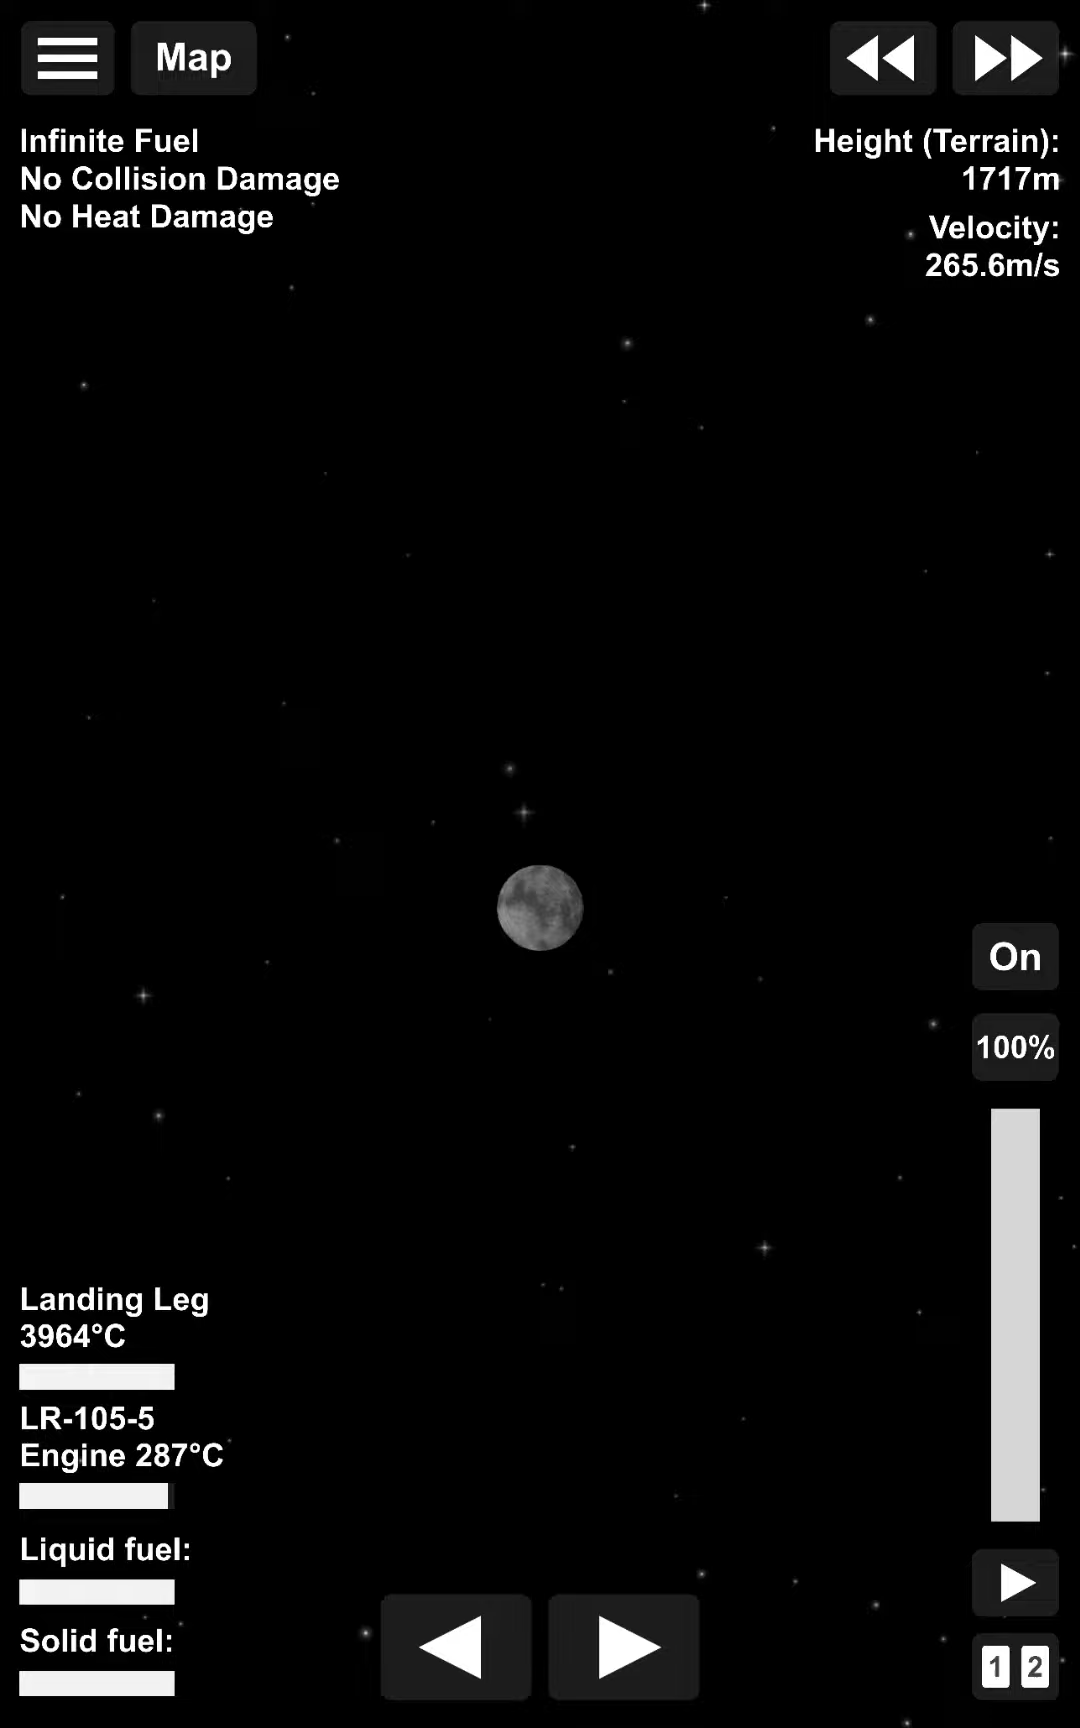 Map
Infinite Fuel
No Collision Damage
No Heat Damage
Height (Terrain):
1717m
Velocity:
265.6m/s
On
100%
Landing Leg
3964°C
LR-105-5
Engine 287°C
Liquid fuel:
Solid fuel:
1 2